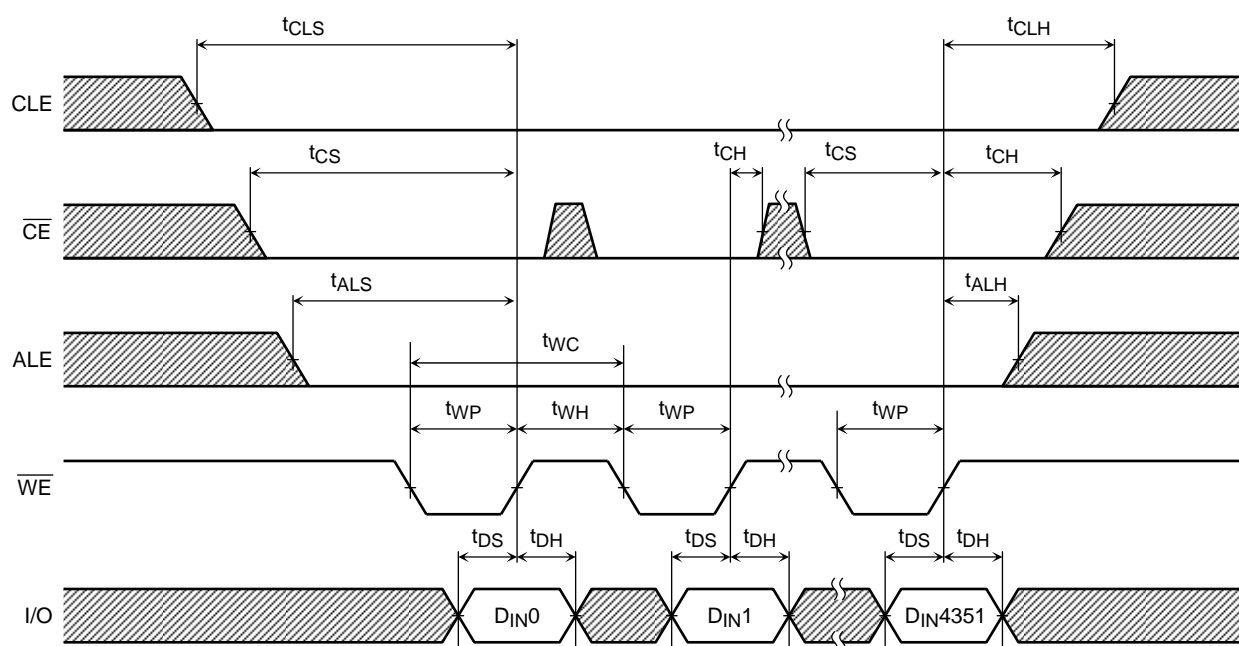 tCLS
tCLH
CLE
tCS
tCH
tCS
tCH
CE
tALS
tALH
ALE
tWC
tWP
tWH
tWP
tWP
WE
tDS
tDH
tDS
tDH
tDS
tDH
I/O
DIN0
DIN1
DIN4351